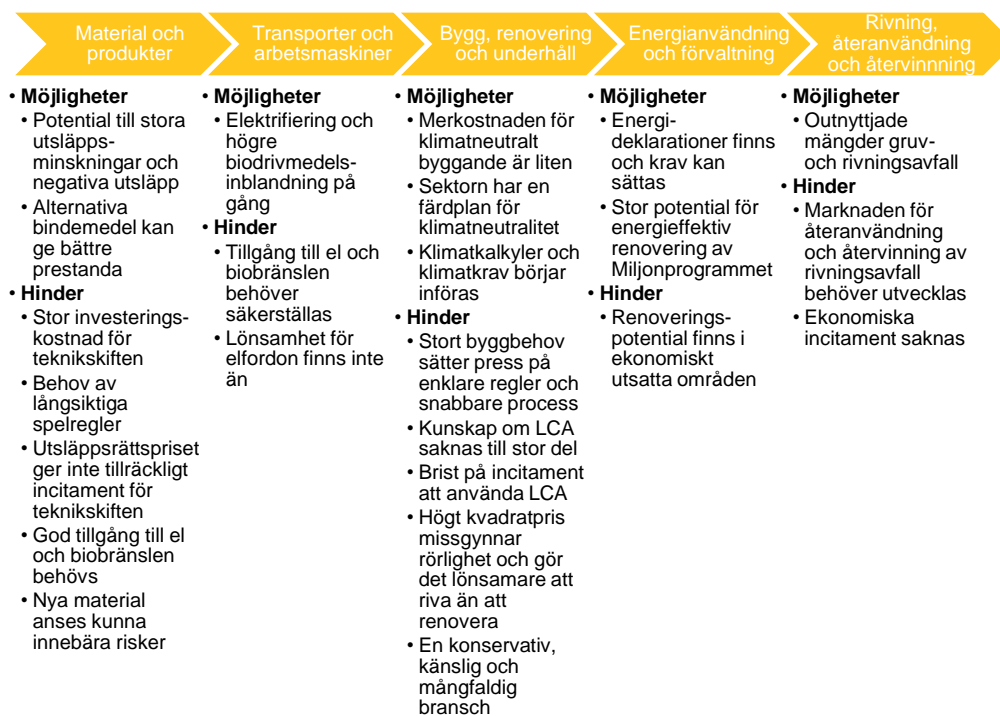 Material och
produkter
Transporter och
arbetsmaskiner
Bygg, renovering
och underhåll
Energianvändning
och förvaltning
Rivning,
återanvändning
och återvinnning
• Möjligheter
• Potential till stora
utsläpps-
minskningar och
negativa utsläpp
• Alternativa
bindemedel kan
ge bättre
prestanda
• Hinder
• Stor investerings-
kostnad för
teknikskiften
• Behov av
långsiktiga
spelregler
• Utsläppsrättspriset
ger inte tillräckligt
incitament för
teknikskiften
• God tillgång till el
och biobränslen
behövs
• Nya material
anses kunna
innebära risker
• Möjligheter
• Elektrifiering och
högre
biodrivmedels-
inblandning på
gång
• Hinder
• Tillgång till el och
biobränslen
behöver
säkerställas
• Lönsamhet för
elfordon finns inte
än
• Möjligheter
• Merkostnaden för
klimatneutralt
byggande är liten
• Sektorn har en
färdplan för
klimatneutralitet
• Klimatkalkyler och
klimatkrav börjar
införas
• Hinder
• Stort byggbehov
sätter press på
enklare regler och
snabbare process
• Kunskap om LCA
saknas till stor del
• Brist på incitament
att använda LCA
• Högt kvadratpris
missgynnar
rörlighet och gör
det lönsamare att
riva än att
renovera
• En konservativ,
känslig och
mångfaldig
bransch
• Möjligheter
• Energi-
deklarationer finns
och krav kan
sättas
• Stor potential för
energieffektiv
renovering av
Miljonprogrammet
• Hinder
• Renoverings-
potential finns i
ekonomiskt
utsatta områden
• Möjligheter
• Outnyttjade
mängder gruv-
och rivningsavfall
• Hinder
• Marknaden för
återanvändning
och återvinning av
rivningsavfall
behöver utvecklas
• Ekonomiska
incitament saknas